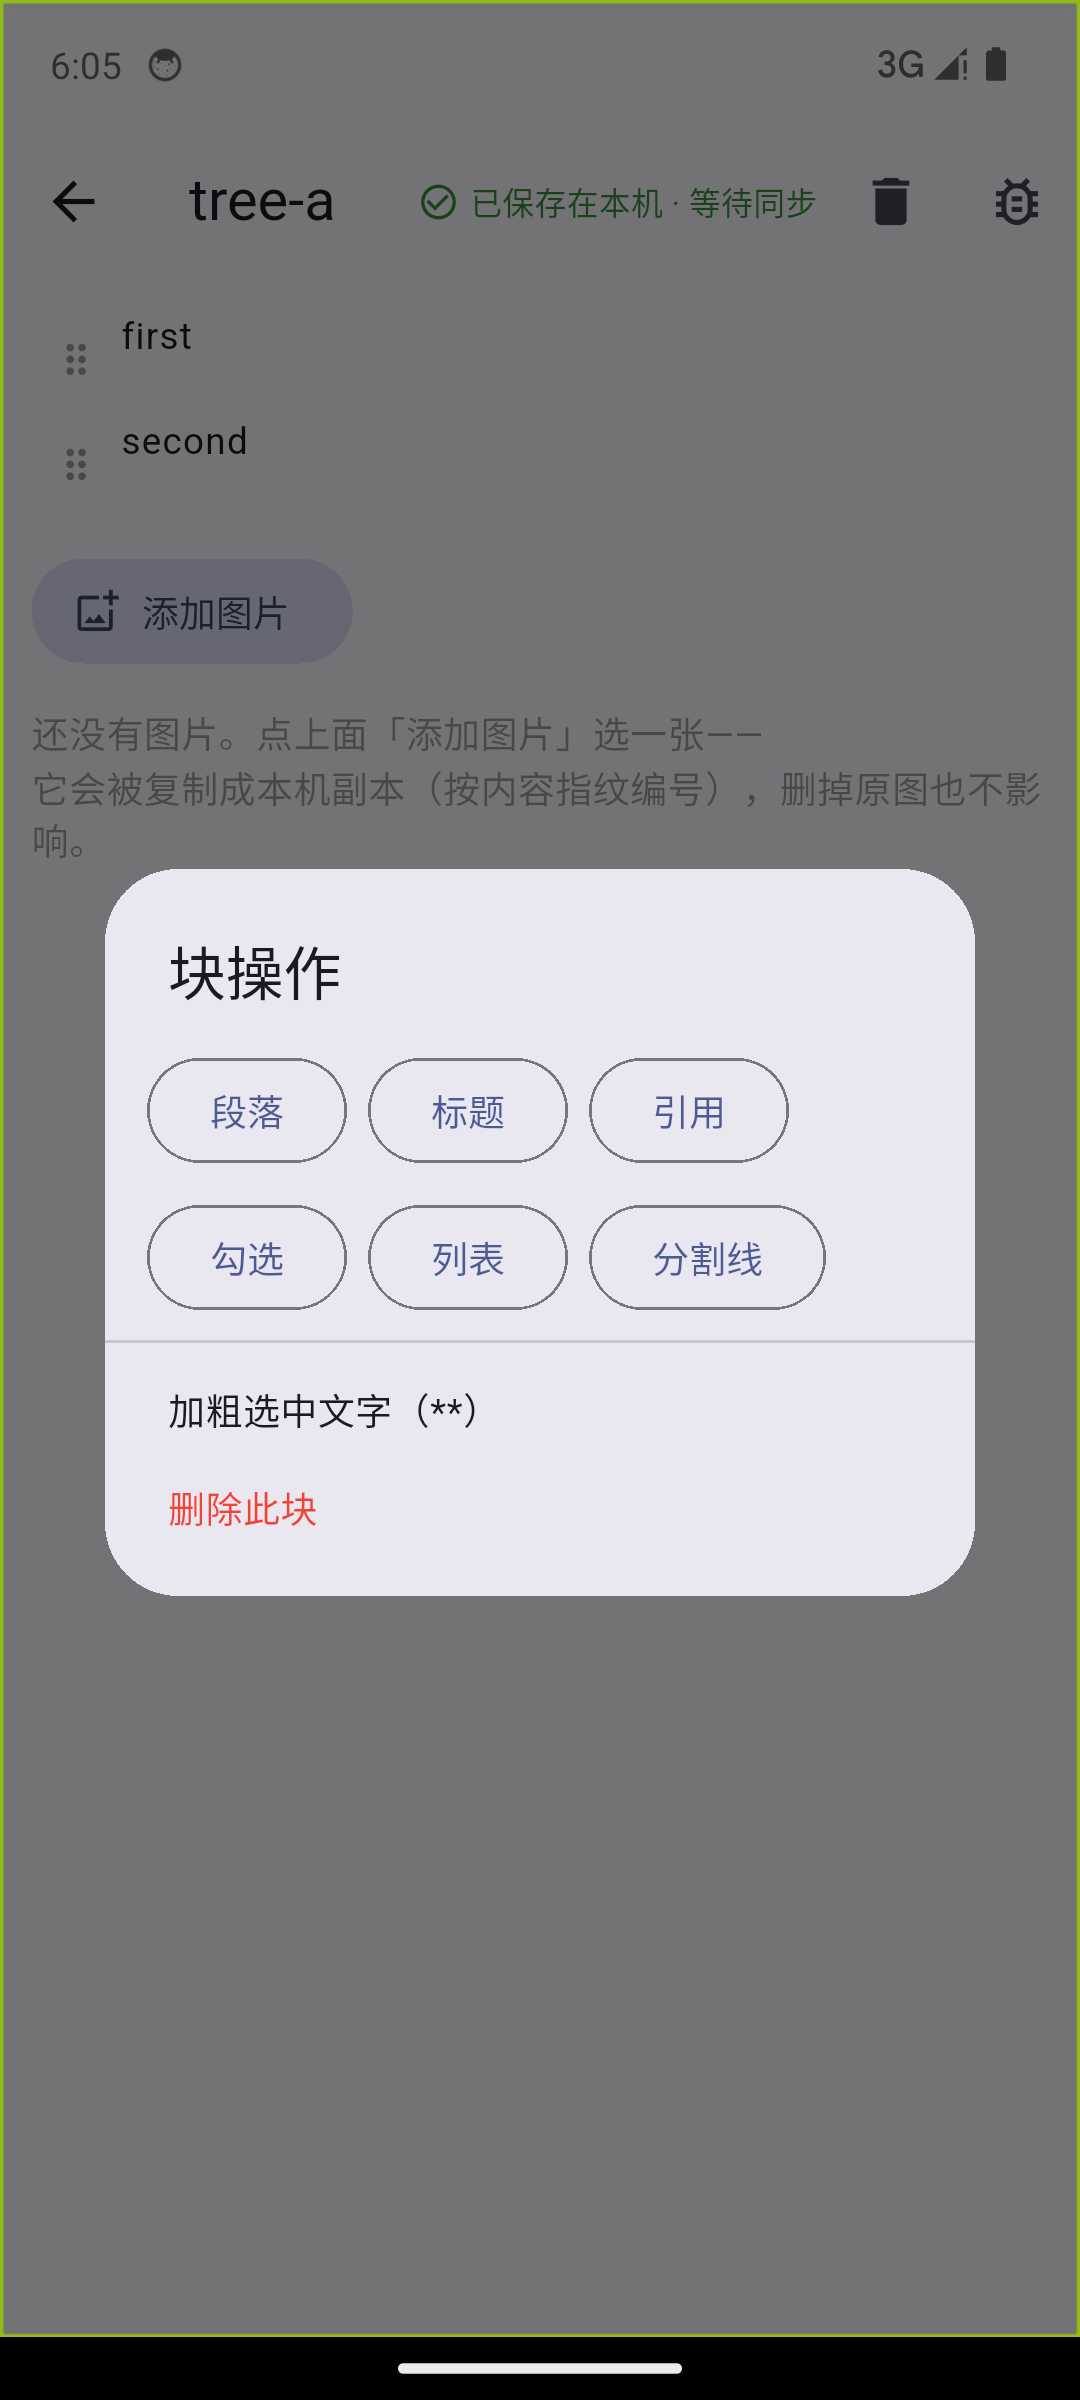 6:05
3G
tree-a
已保存在本机 · 等待同步
first
second
添加图片
还没有图片。点上面「添加图片」选一张——
它会被复制成本机副本（按内容指纹编号），删掉原图也不影
响。
块操作
段落
标题
引用
勾选
列表
分割线
加粗选中文字（**）
删除此块